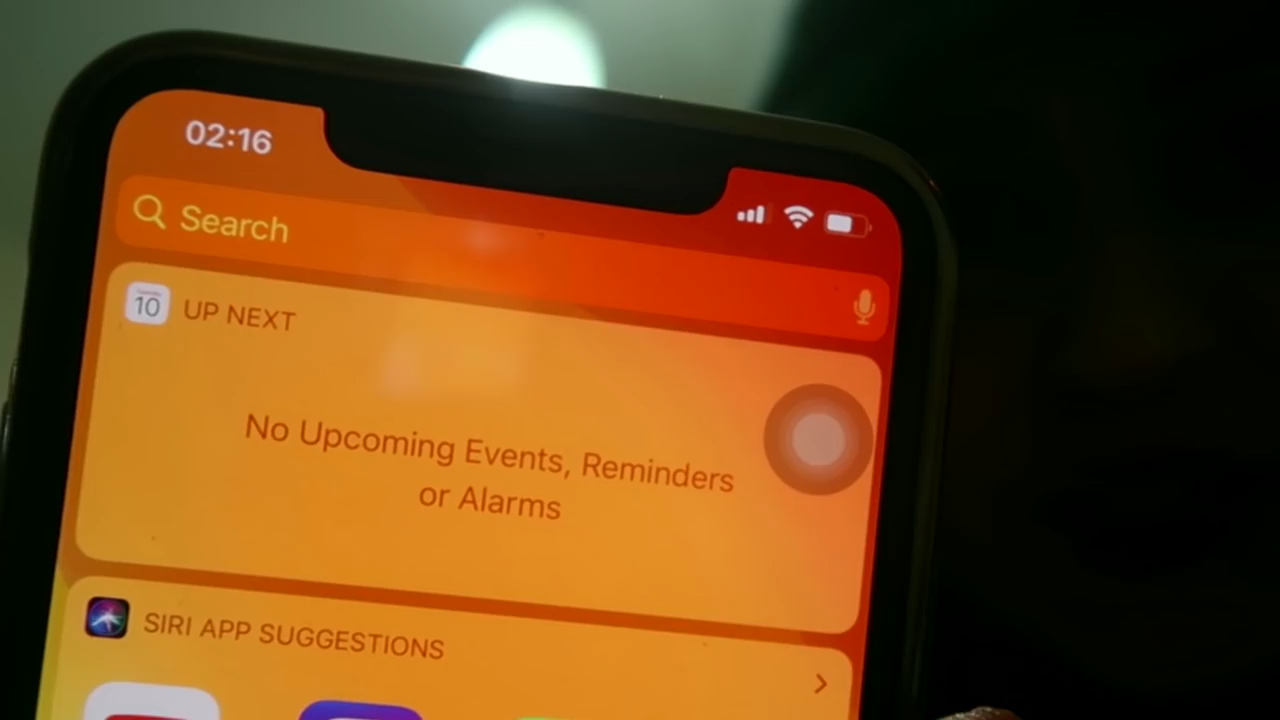 02:16
Search
10
UP NEXT
No Upcoming Events, Reminders
or Alarms
SIRI APP SUGGESTIONS